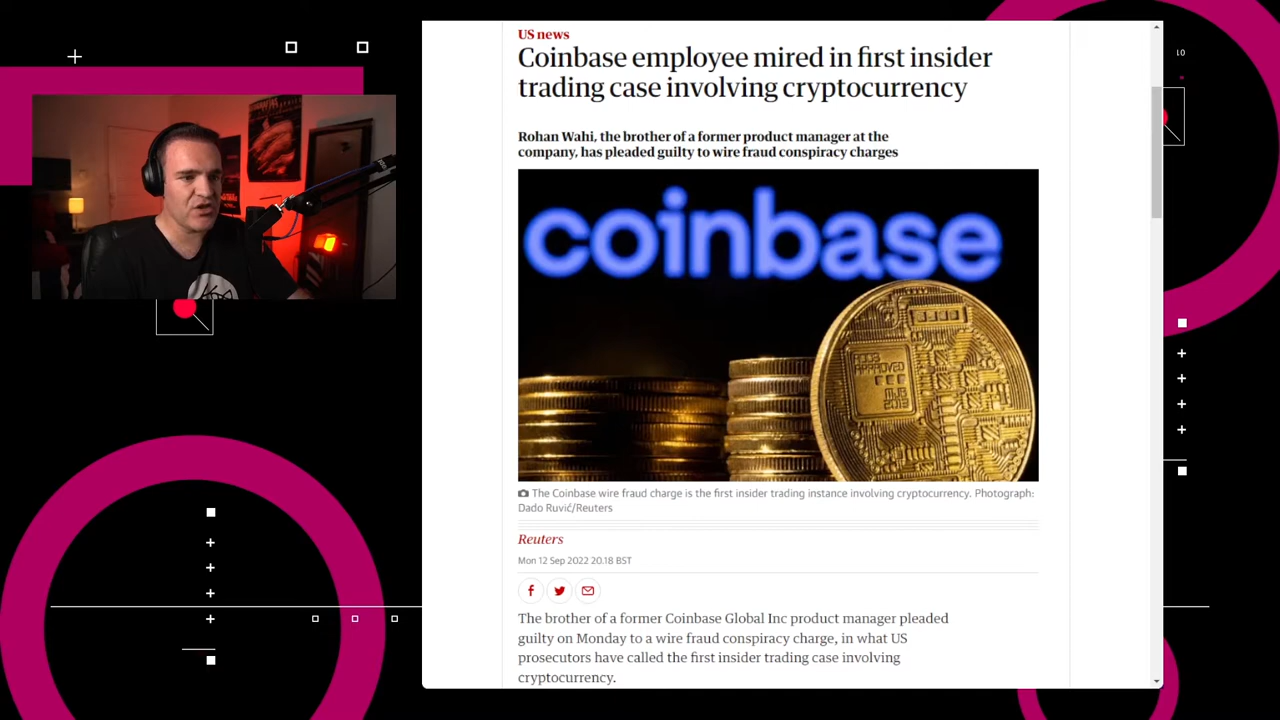 US news
Coinbase employee mired in first insider
trading case involving cryptocurrency
Rohan Wahi, the brother of a former product manager at the
company, has pleaded guilty to wire fraud conspiracy charges
coinbase
The Coinbase wire fraud charge is the first insider trading instance involving cryptocurrency. Photograph:
Dado Ruvić/Reuters
Reuters
Mon 12 Sep 2022 20.18 BST
The brother of a former Coinbase Global Inc product manager pleaded
guilty on Monday to a wire fraud conspiracy charge, in what US
prosecutors have called the first insider trading case involving
cryptocurrency.